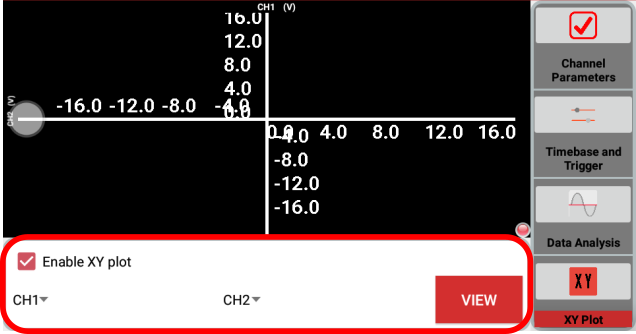 CH1 (V)
16.0
12.0
8.0
4.0
0.0
CH2 (V)
-16.0 -12.0 -8.0 -4.0
0.0 4.0 8.0 12.0 16.0
-4.0
-8.0
-12.0
-16.0
Channel
Parameters
Timebase and
Trigger
Data Analysis
XY
XY Plot
Enable XY plot
CH1
CH2
VIEW